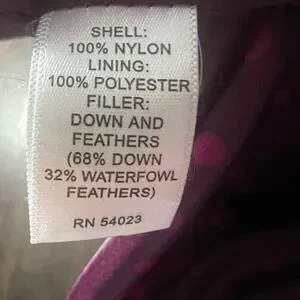 SHELL:
100% NYLON
LINING:
100% POLYESTER
FILLER:
DOWN AND
FEATHERS
(68% DOWN
32% WATERFOWL
FEATHERS)
RN 54023